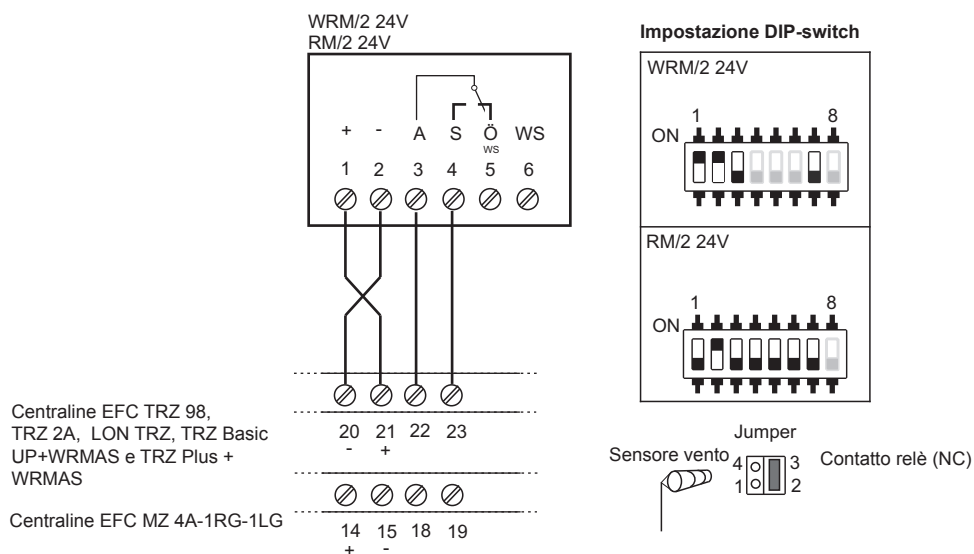 WRM/2 24V
RM/2 24V
+ - A S Ö WS
ws
1 2 3 4 5 6
Centraline EFC TRZ 98,
TRZ 2A, LON TRZ, TRZ Basic
UP+WRMAS e TRZ Plus +
WRMAS
20 21 22 23
- +
Centraline EFC MZ 4A-1RG-1LG
14 15 18 19
+ -
Impostazione DIP-switch
WRM/2 24V
1 8
ON
RM/2 24V
1 8
ON
Jumper
Sensore vento
4 3
1 2
Contatto relè (NC)